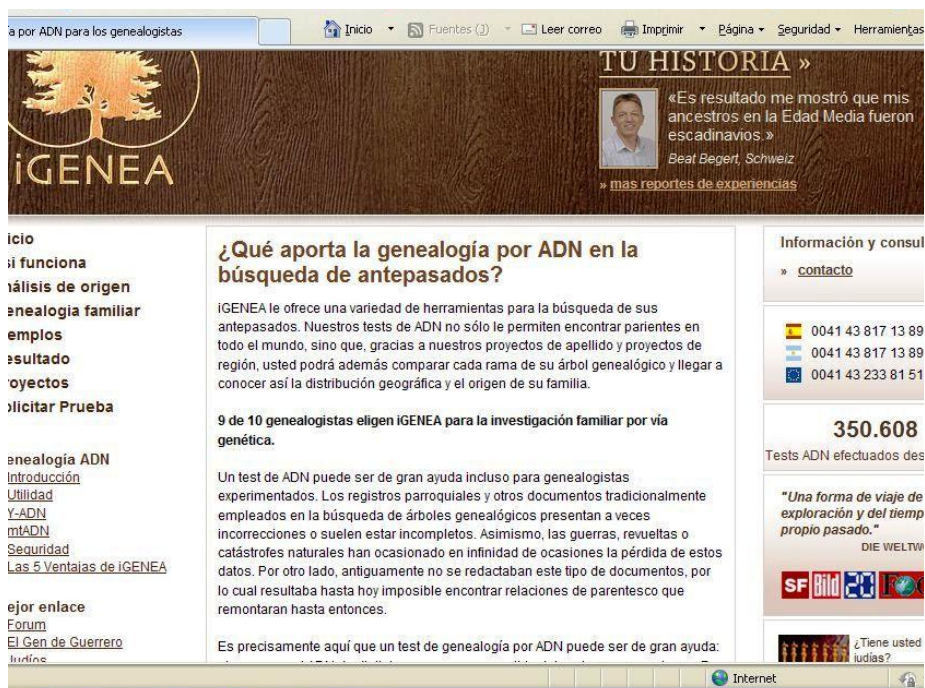 a por ADN para los genealogistas
Inicio
Fuentes (J)
Leer correo
Imprimir
Página
Seguridad
Herramientas
TU HISTORIA »
«Es resultado me mostró que mis
ancestros en la Edad Media fueron
escadinavios.»
Beat Begert, Schweiz
» mas reportes de experiencias
iGENEA
icio
sí funciona
nálisis de origen
enealogia familiar
emplos
esultado
royectos
olicitar Prueba
enealogía ADN
Introducción
Utilidad
Y-ADN
mtADN
Seguridad
Las 5 Ventajas de iGENEA
ejor enlace
Forum
El Gen de Guerrero
Judíos
¿Qué aporta la genealogía por ADN en la
búsqueda de antepasados?
iGENEA le ofrece una variedad de herramientas para la búsqueda de sus
antepasados. Nuestros tests de ADN no sólo le permiten encontrar parientes en
todo el mundo, sino que, gracias a nuestros proyectos de apellido y proyectos de
región, usted podrá además comparar cada rama de su árbol genealógico y llegar a
conocer así la distribución geográfica y el origen de su familia.
9 de 10 genealogistas eligen iGENEA para la investigación familiar por vía
genética.
Un test de ADN puede ser de gran ayuda incluso para genealogistas
experimentados. Los registros parroquiales y otros documentos tradicionalmente
empleados en la búsqueda de árboles genealógicos presentan a veces
incorrecciones o suelen estar incompletos. Asimismo, las guerras, revueltas o
catástrofes naturales han ocasionado en infinidad de ocasiones la pérdida de estos
datos. Por otro lado, antiguamente no se redactaban este tipo de documentos, por
lo cual resultaba hasta hoy imposible encontrar relaciones de parentesco que
remontaran hasta entonces.
Es precisamente aquí que un test de genealogía por ADN puede ser de gran ayuda:
Información y consul
» contacto
0041 43 817 13 89
0041 43 817 13 89
0041 43 233 81 51
350.608
Tests ADN efectuados des
"Una forma de viaje de
exploración y del tiemp
propio pasado."
DIE WELTW
SF Bild 20 Foc
¿Tiene usted
judías?
Internet